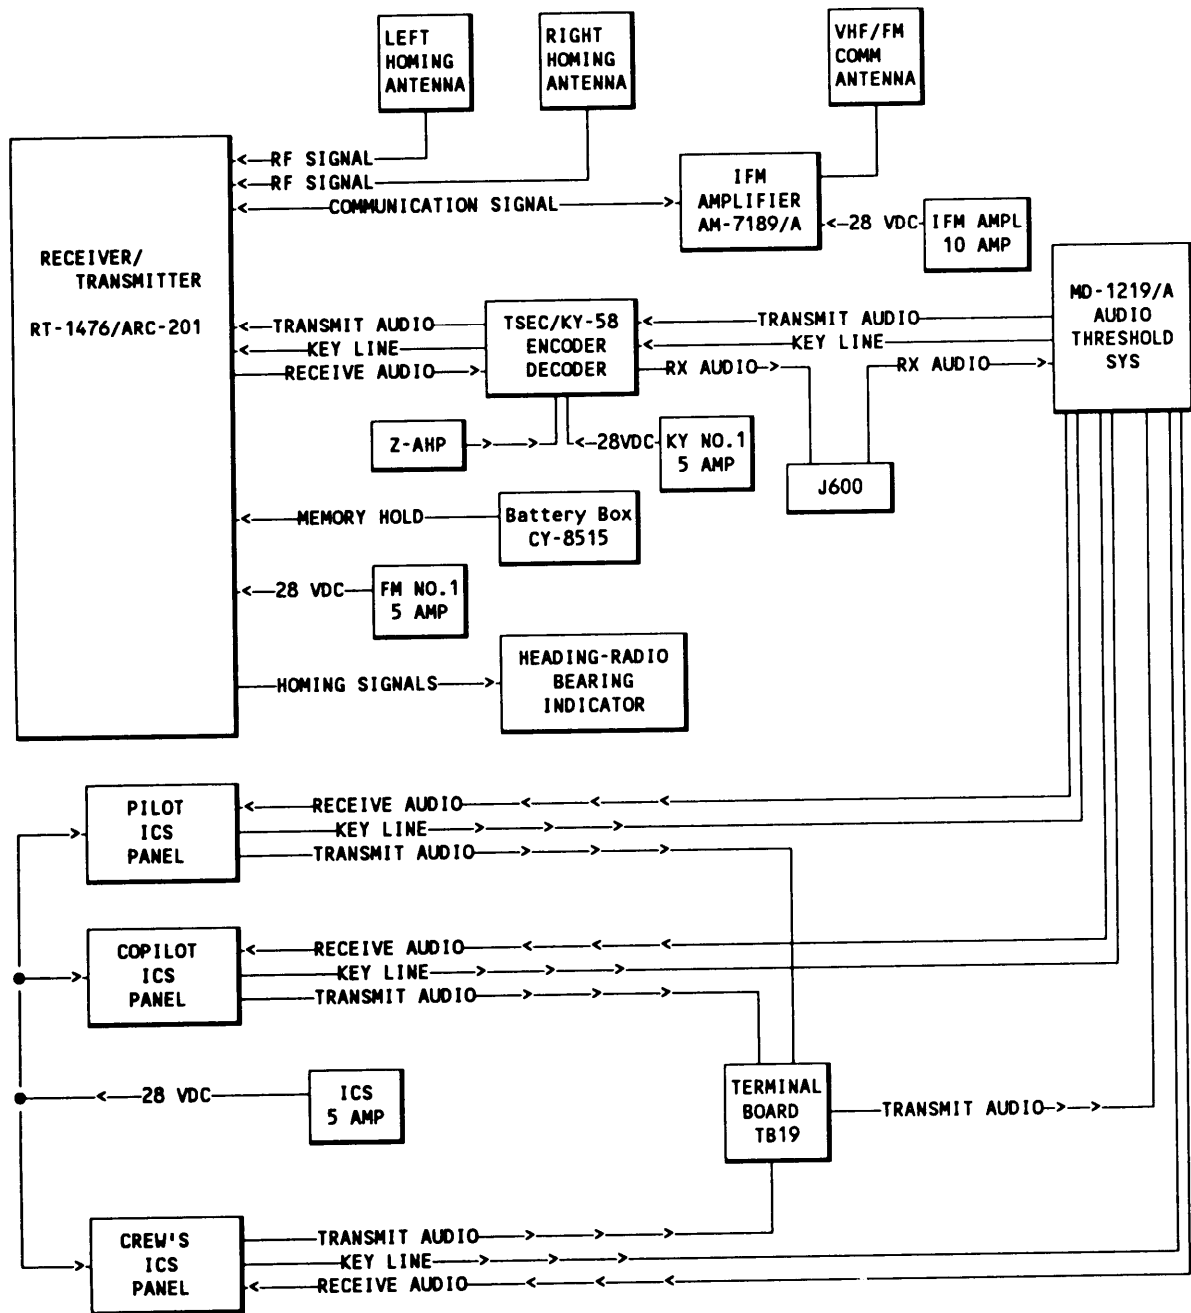 LEFT
HOMING
ANTENNA
RIGHT
HOMING
ANTENNA
VHF/FM
COMM
ANTENNA
RF SIGNAL
RF SIGNAL
COMMUNICATION SIGNAL
IFM
AMPLIFIER
AM-7189/A
28 VDC
IFM AMPL
10 AMP
RECEIVER/
TRANSMITTER
RT-1476/ARC-201
TRANSMIT AUDIO
KEY LINE
RECEIVE AUDIO
TSEC/KY-58
ENCODER
DECODER
TRANSMIT AUDIO
KEY LINE
RX AUDIO
RX AUDIO
MD-1219/A
AUDIO
THRESHOLD
SYS
Z-AHP
28VDC
KY NO.1
5 AMP
J600
MEMORY HOLD
Battery Box
CY-8515
28 VDC
FM NO.1
5 AMP
HOMING SIGNALS
HEADING-RADIO
BEARING
INDICATOR
PILOT
ICS
PANEL
RECEIVE AUDIO
KEY LINE
TRANSMIT AUDIO
COPILOT
ICS
PANEL
RECEIVE AUDIO
KEY LINE
TRANSMIT AUDIO
28 VDC
ICS
5 AMP
TERMINAL
BOARD
TB19
TRANSMIT AUDIO
CREW'S
ICS
PANEL
TRANSMIT AUDIO
KEY LINE
RECEIVE AUDIO